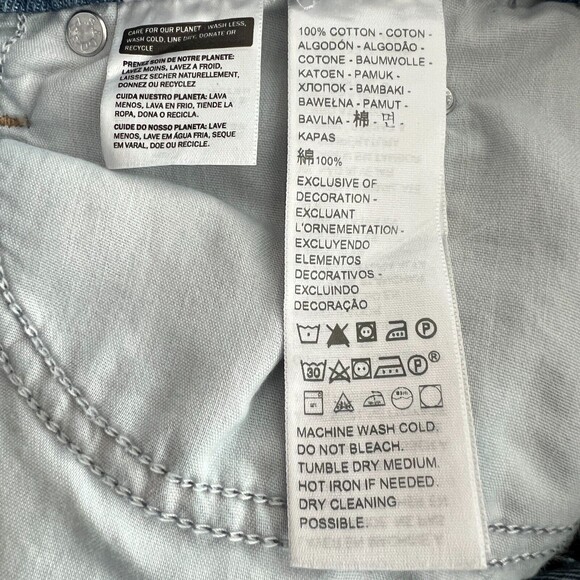 CARE FOR OUR PLANET: WASH LESS,
WASH COLD, LINE DRY, DONATE OR
RECYCLE
PRENEZ SOIN DE NOTRE PLANETE:
LAVEZ MOINS, LAVEZ A FROID,
LAISSEZ SECHER NATURELLEMENT,
DONNEZ OU RECYCLEZ
CUIDA NUESTRO PLANETA: LAVA
MENOS, LAVA EN FRIO, TIENDE LA
ROPA, DONA O RECICLA.
CUIDE DO NOSSO PLANETA: LAVE
MENOS, LAVE EM ÁGUA FRIA, SEQUE
EM VARAL, DOE OU RECICLE.
100% COTTON - COTON -
ALGODÓN - ALGODÃO -
COTONE - BAUMWOLLE -
KATOEN - PAMUK -
ХЛОПОК - BAMBAKI -
BAWEŁNA - PAMUT -
BAVLNA - 棉 - 면 -
KAPAS
綿100%
EXCLUSIVE OF
DECORATION -
EXCLUANT
L'ORNEMENTATION -
EXCLUYENDO
ELEMENTOS
DECORATIVOS -
EXCLUINDO
DECORAÇÃO
P
30 P®
MACHINE WASH COLD.
DO NOT BLEACH.
TUMBLE DRY MEDIUM.
HOT IRON IF NEEDED.
DRY CLEANING
POSSIBLE.